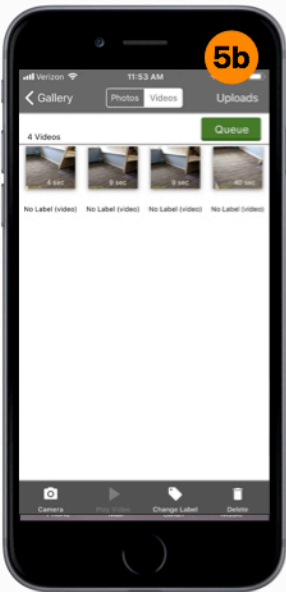 5b
Verizon 11:53 AM
Gallery Photos Videos Uploads
4 Videos Queue
4 sec 9 sec 9 sec 40 sec
No Label (video) No Label (video) No Label (video) No Label (video)
Camera Play Video Change Label Delete